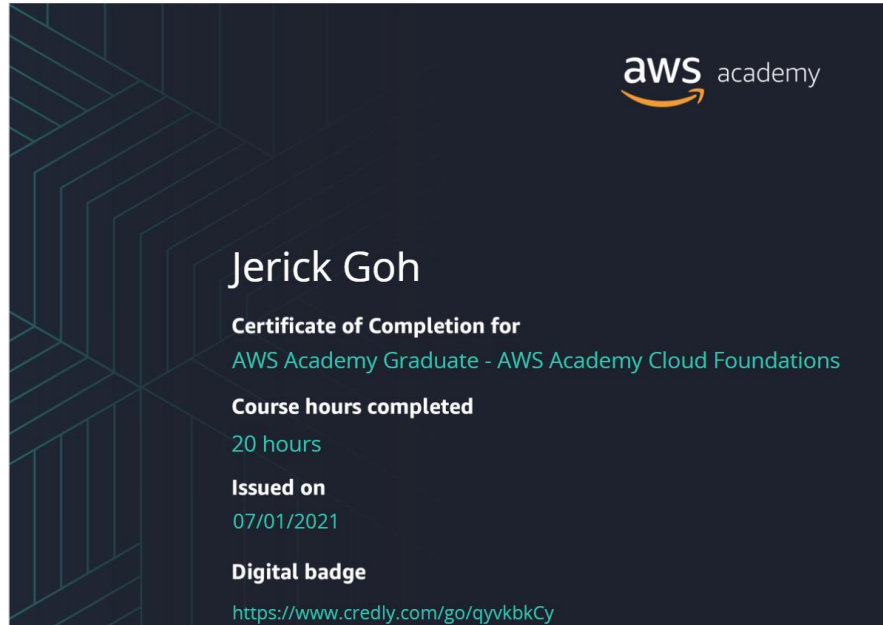 aws academy
Jerick Goh
Certificate of Completion for
AWS Academy Graduate - AWS Academy Cloud Foundations
Course hours completed
20 hours
Issued on
07/01/2021
Digital badge
https://www.credly.com/go/qyvkbkCy